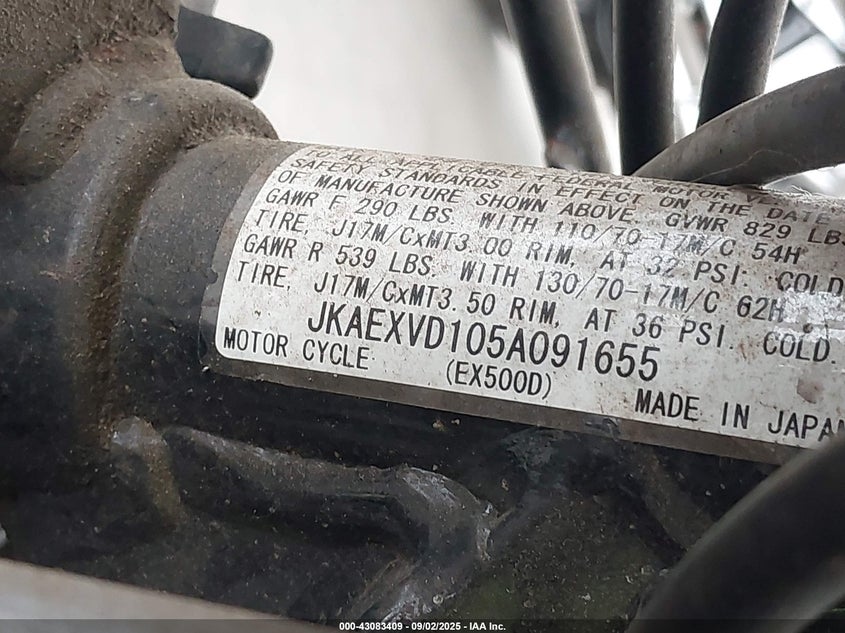 TO ALL APPLICABLE
SAFETY STANDARDS IN EFFECT ON THE DATE
OF MANUFACTURE SHOWN ABOVE. GVWR 829 LBS
GAWR F 290 LBS. WITH 110/70-17M/C 54H
TIRE, J17M/CxMT3.00 RIM, AT 32 PSI. COLD
GAWR R 539 LBS. WITH 130/70-17M/C 62H
TIRE, J17M/CxMT3.50 RIM, AT 36 PSI. COLD.
JKAEXVD105A091655
MOTOR CYCLE (EX500D) MADE IN JAPAN
000-43083409 - 09/02/2025 - IAA Inc.